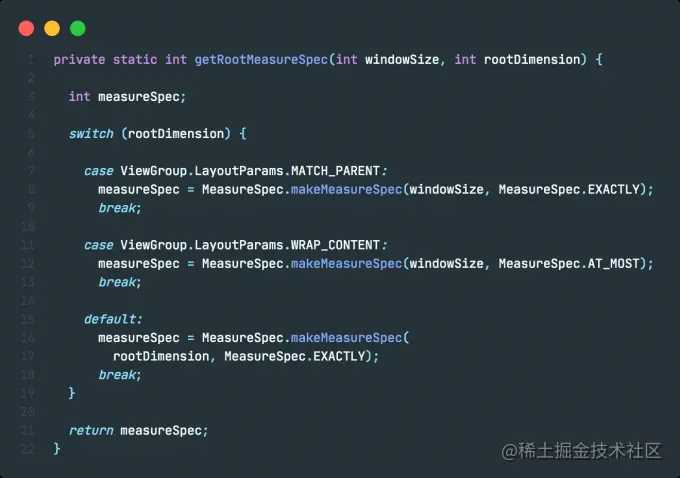 1 private static int getRootMeasureSpec(int windowSize, int rootDimension) {
2
3   int measureSpec;
4
5   switch (rootDimension) {
6
7     case ViewGroup.LayoutParams.MATCH_PARENT:
8       measureSpec = MeasureSpec.makeMeasureSpec(windowSize, MeasureSpec.EXACTLY);
9       break;
10
11     case ViewGroup.LayoutParams.WRAP_CONTENT:
12       measureSpec = MeasureSpec.makeMeasureSpec(windowSize, MeasureSpec.AT_MOST);
13       break;
14
15     default:
16       measureSpec = MeasureSpec.makeMeasureSpec(
17         rootDimension, MeasureSpec.EXACTLY);
18       break;
19   }
20
21   return measureSpec;
22 }
@稀土掘金技术社区